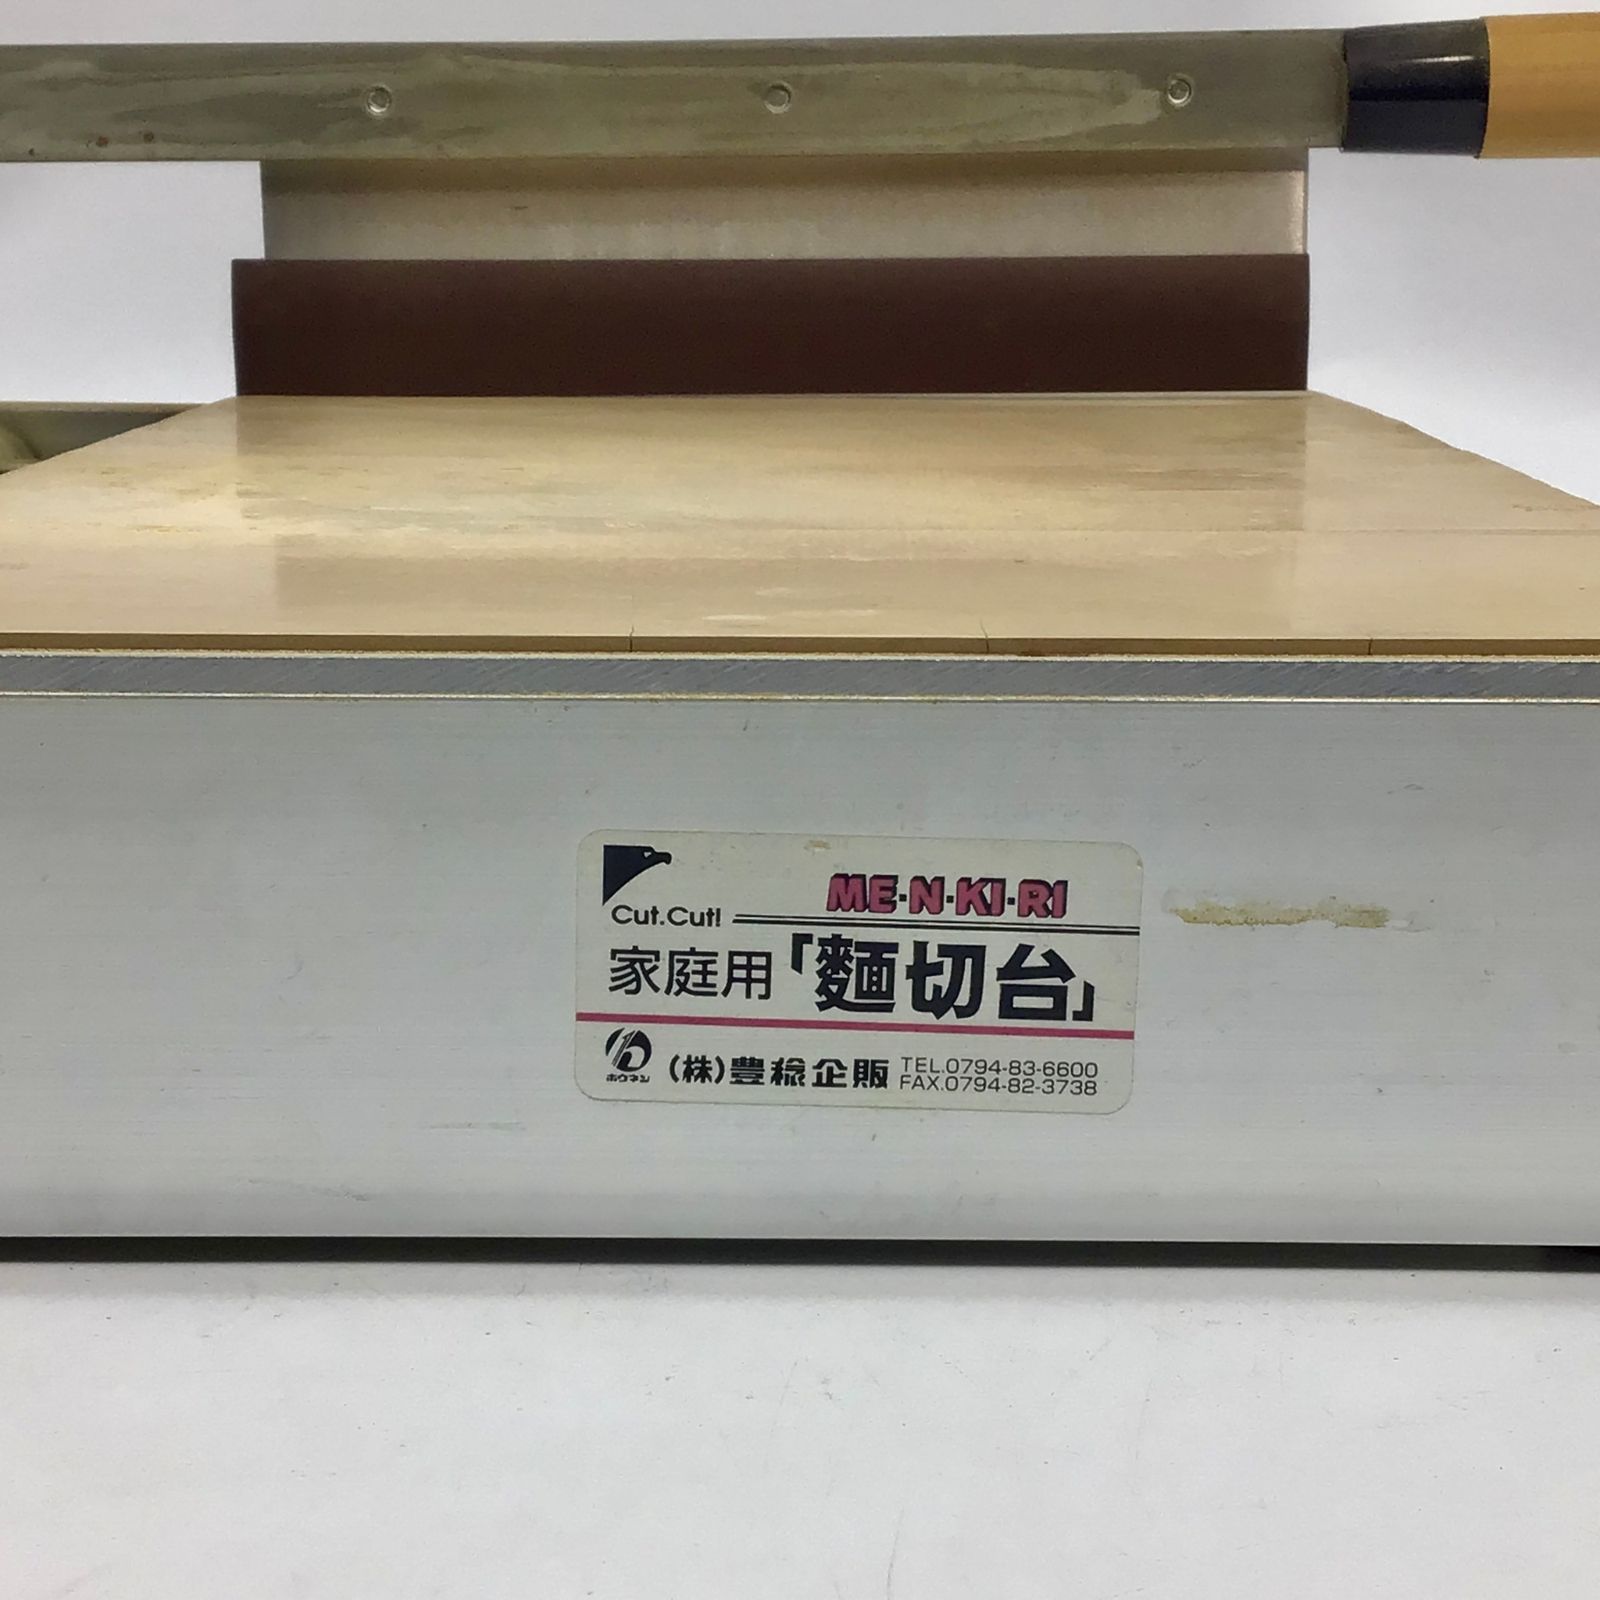 ME・N・KI・RI
Cut.Cut!
家庭用「麵切台」
ホウネン
(株)豊稔企販
TEL.0794-83-6600
FAX.0794-82-3738